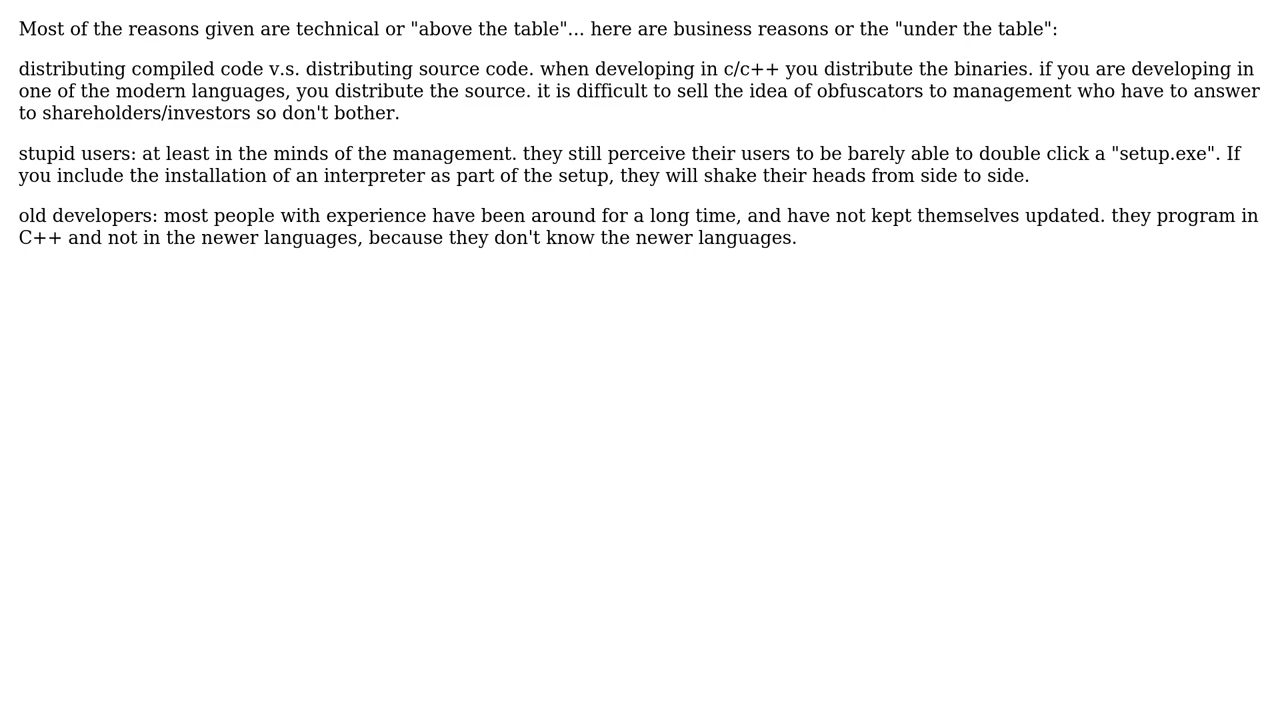 Most of the reasons given are technical or "above the table"... here are business reasons or the "under the table":
distributing compiled code v.s. distributing source code. when developing in c/c++ you distribute the binaries. if you are developing in
one of the modern languages, you distribute the source. it is difficult to sell the idea of obfuscators to management who have to answer
to shareholders/investors so don't bother.
stupid users: at least in the minds of the management. they still perceive their users to be barely able to double click a "setup.exe". If
you include the installation of an interpreter as part of the setup, they will shake their heads from side to side.
old developers: most people with experience have been around for a long time, and have not kept themselves updated. they program in
C++ and not in the newer languages, because they don't know the newer languages.